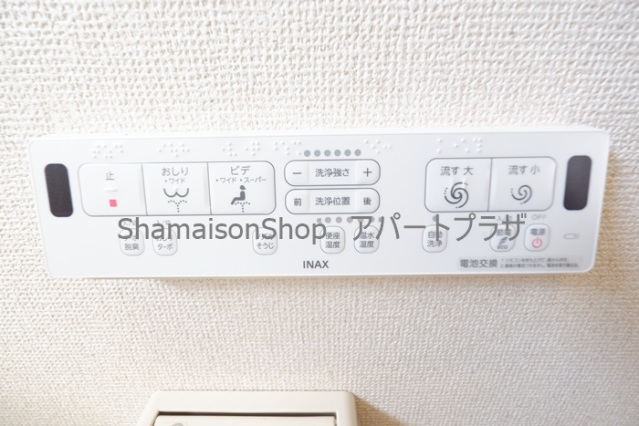 止
おしり
・ワイド
ビデ
・ワイド・スーパー
− 洗浄強さ +
前 洗浄位置 後
流す 大
流す 小
ShamaisonShop アパートプラザ
脱臭
ターボ
そうじ
便座
温度
温水
温度
洗浄
eco
OFF
電源
INAX
電池交換